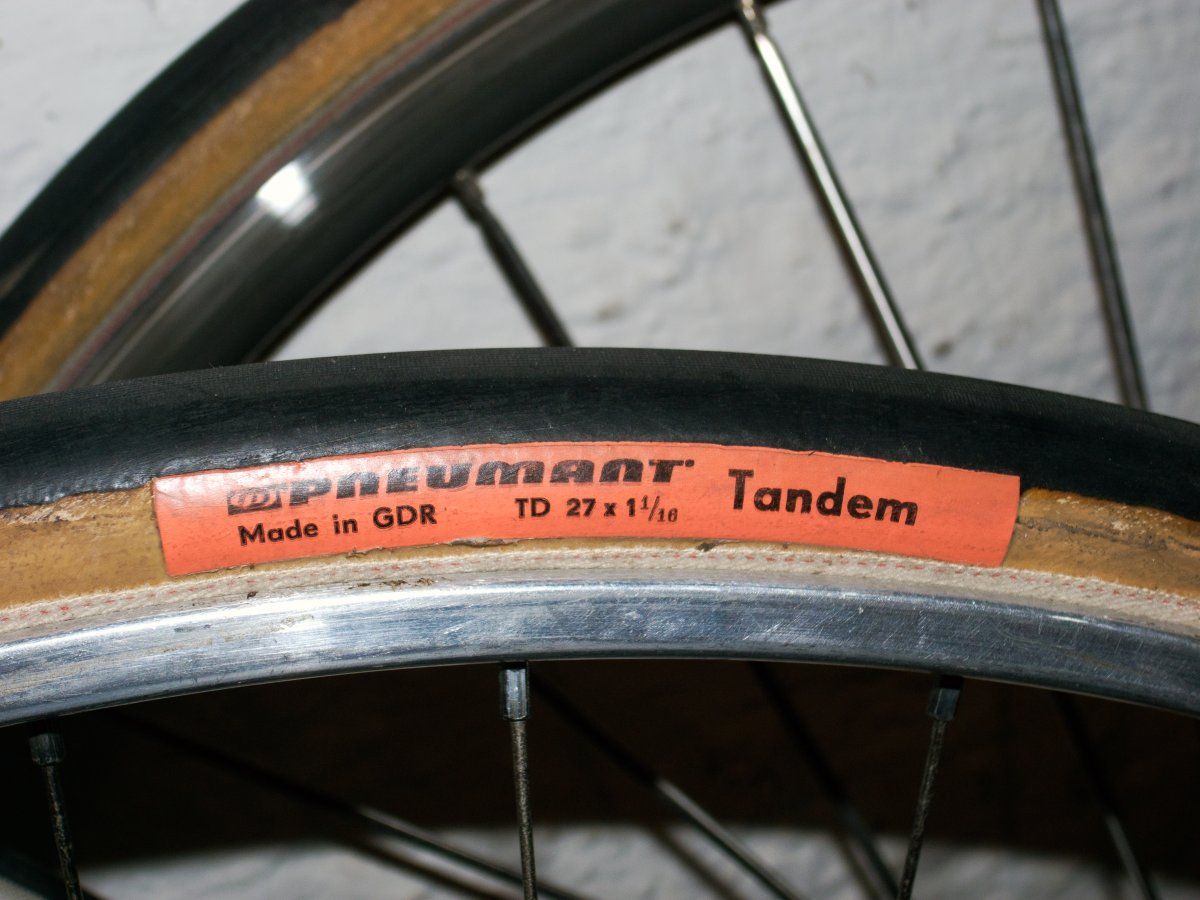 PNEUMANT
Made in GDR TD 27 x 1 1/16 Tandem